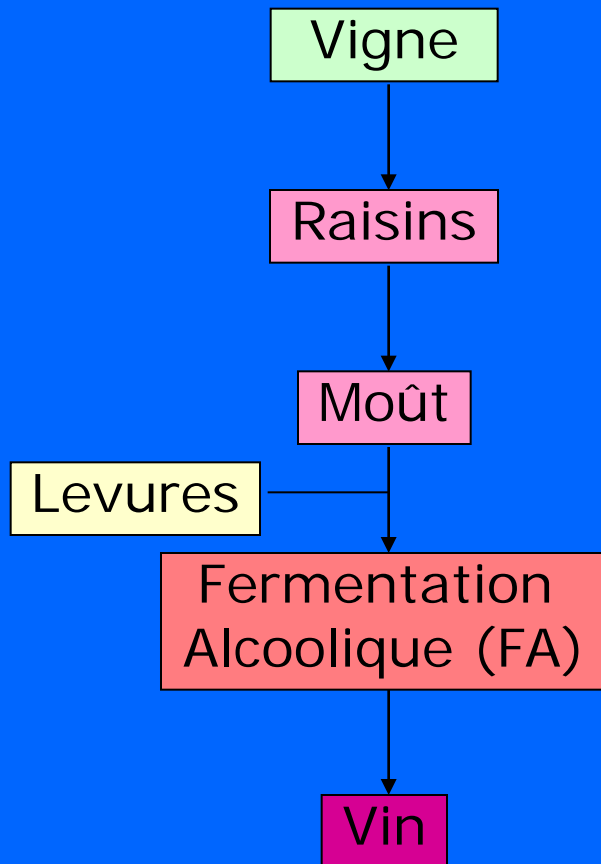 Vigne
Raisins
Moût
Levures
Fermentation
Alcoolique (FA)
Vin